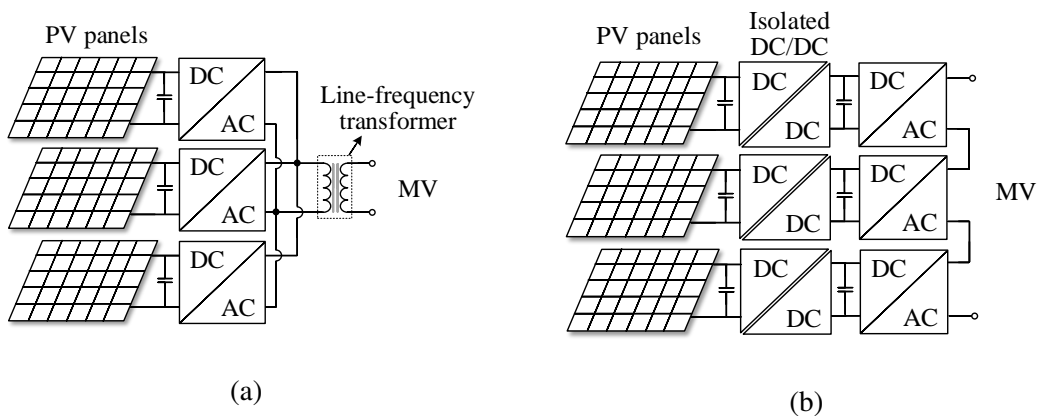 PV panels
DC
AC
DC
AC
DC
AC
Line-frequency
transformer
MV
(a)
PV panels
Isolated
DC/DC
DC
DC
DC
AC
DC
DC
DC
AC
DC
DC
DC
AC
MV
(b)